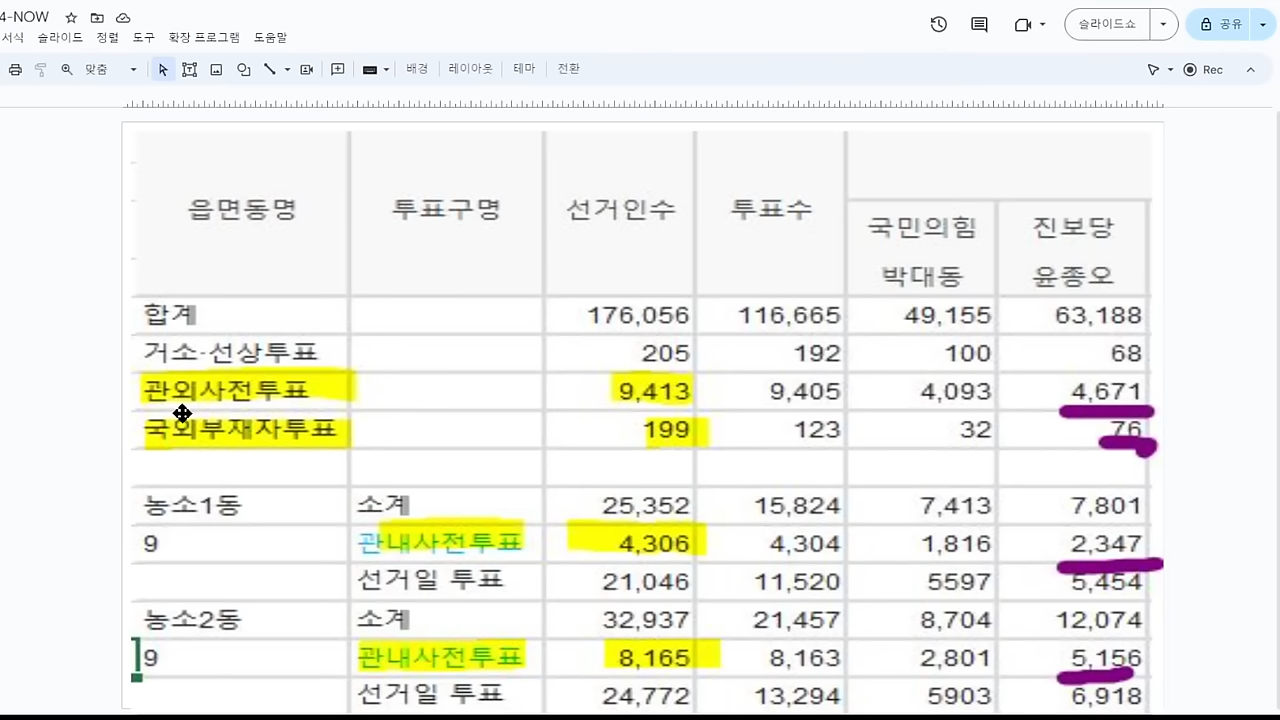 4-NOW
서식 슬라이드 정렬 도구 확장 프로그램 도움말
슬라이드쇼 공유
맞춤 배경 레이아웃 테마 전환 Rec
읍면동명 투표구명 선거인수 투표수
국민의힘 진보당
박대동 윤종오
합계 176,056 116,665 49,155 63,188
거소·선상투표 205 192 100 68
관외사전투표 9,413 9,405 4,093 4,671
국외부재자투표 199 123 32 76
농소1동 소계 25,352 15,824 7,413 7,801
9 관내사전투표 4,306 4,304 1,816 2,347
선거일 투표 21,046 11,520 5597 5,454
농소2동 소계 32,937 21,457 8,704 12,074
9 관내사전투표 8,165 8,163 2,801 5,156
선거일 투표 24,772 13,294 5903 6,918